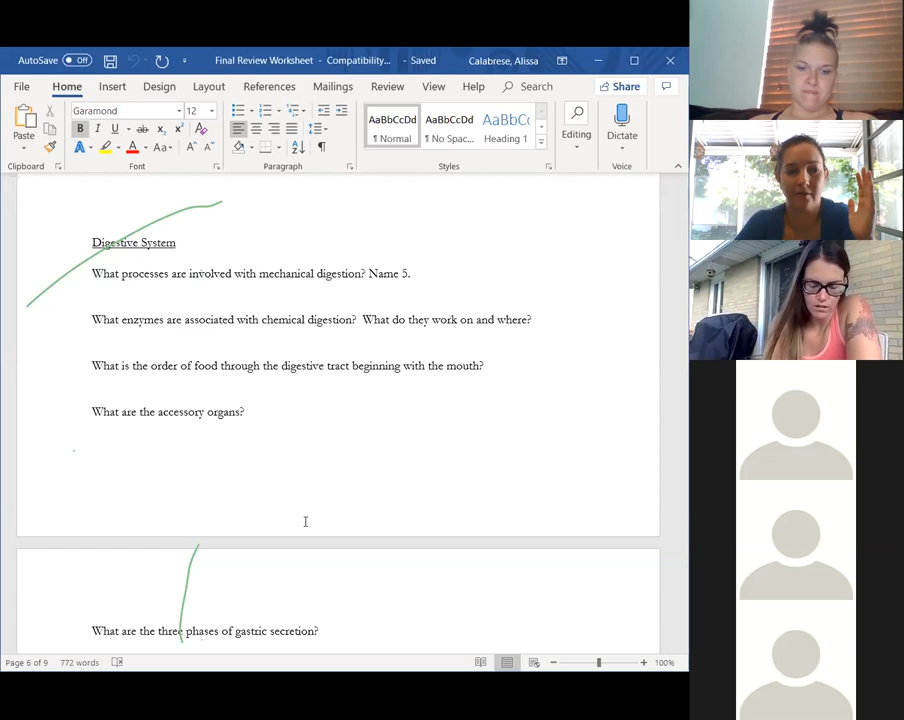 AutoSave Off Final Review Worksheet - Compatibility... - Saved Calabrese, Alissa
File Home Insert Design Layout References Mailings Review View Help Search Share
Paste Garamond 12 AaBbCcDd AaBbCcDd AaBbCc Editing Dictate
B I U ab x₂ x² A
A A A Aa A A ¶ Normal ¶ No Spac... Heading 1
Clipboard Font Paragraph Styles Voice
Digestive System
What processes are involved with mechanical digestion? Name 5.
What enzymes are associated with chemical digestion? What do they work on and where?
What is the order of food through the digestive tract beginning with the mouth?
What are the accessory organs?
What are the three phases of gastric secretion?
Page 6 of 9 772 words 100%